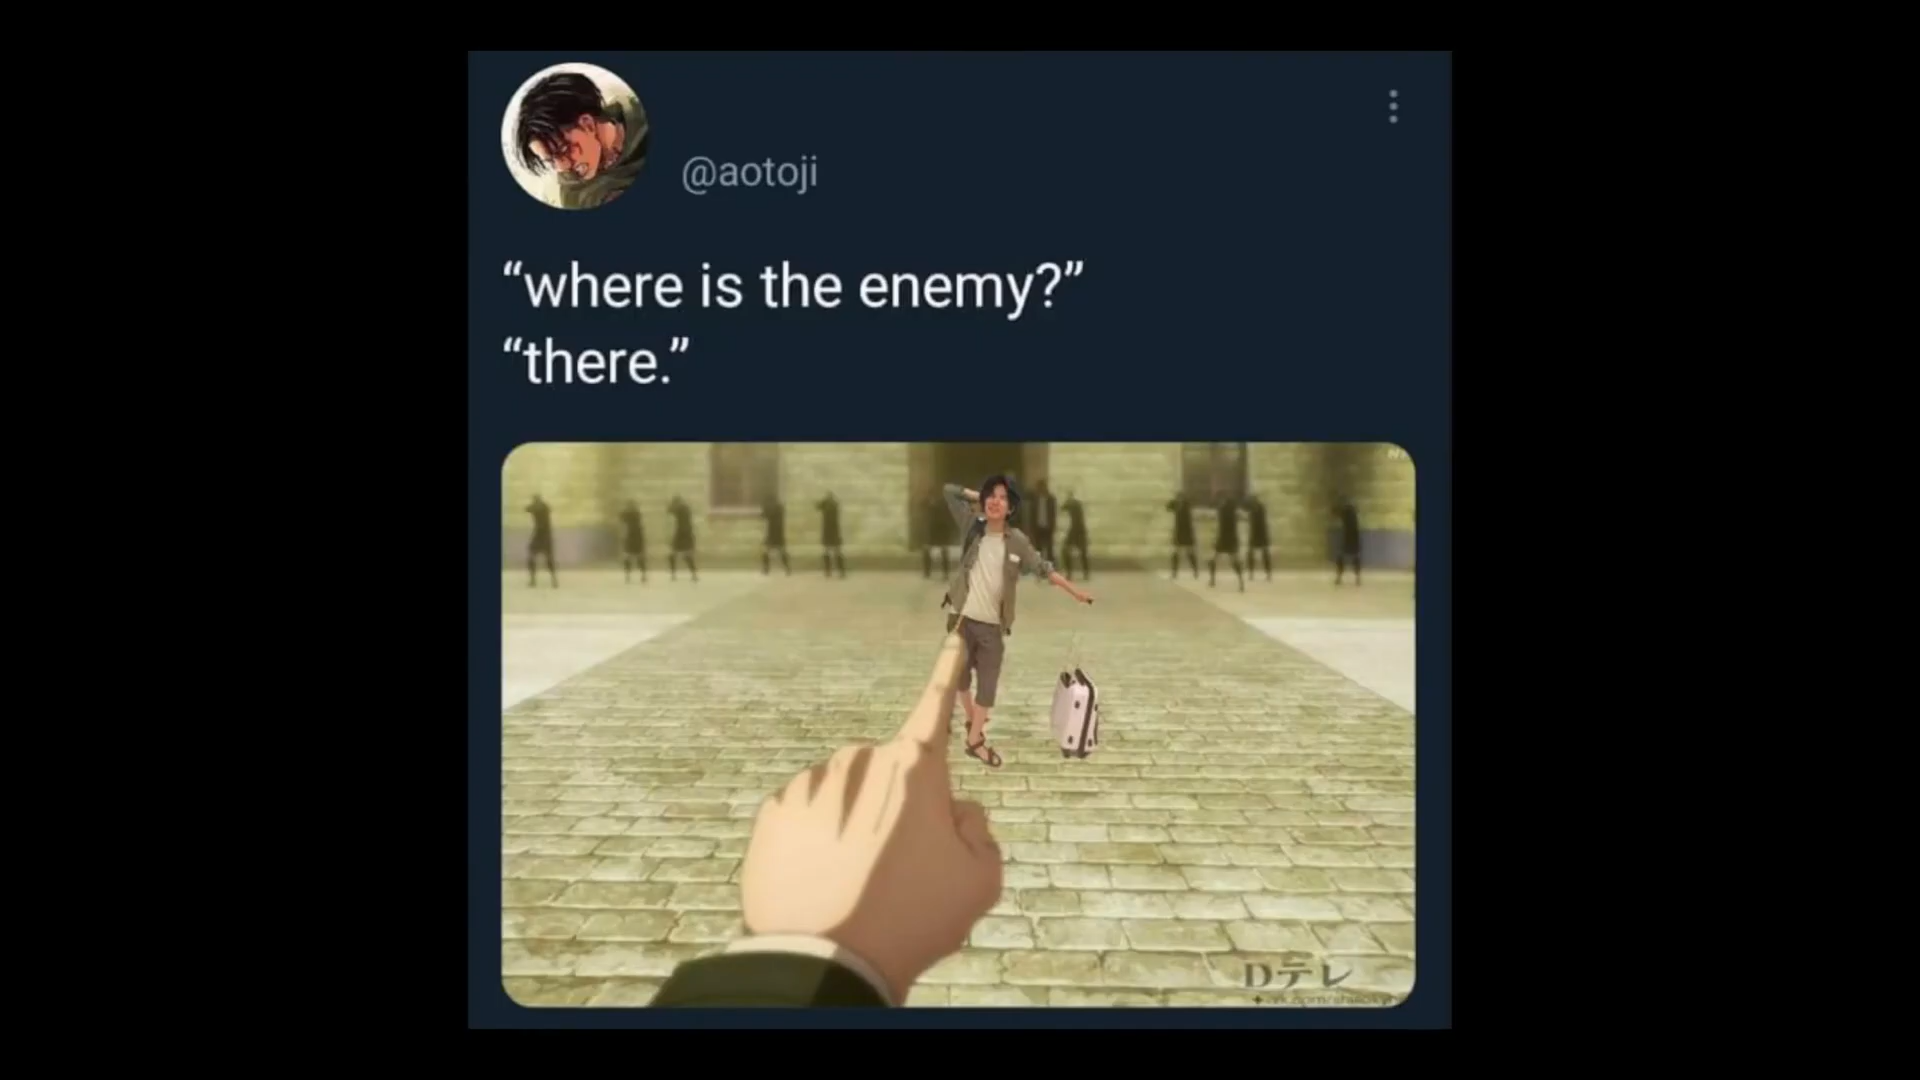 @aotoji
“where is the enemy?”
“there.”
Dテレ